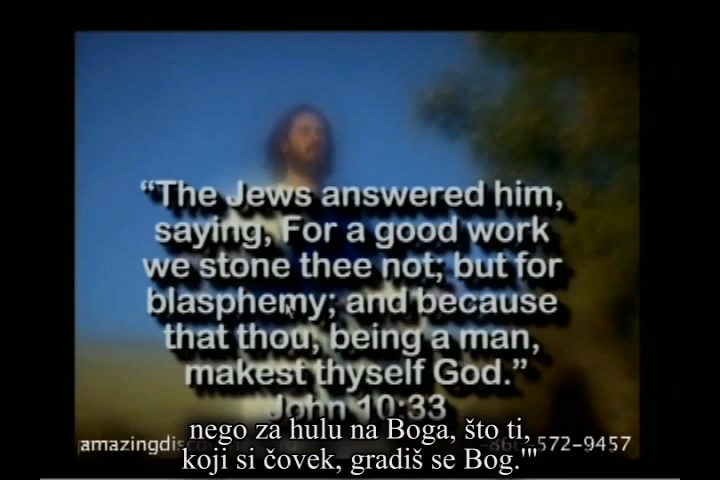 “The Jews answered him,
saying, For a good work
we stone thee not; but for
blasphemy; and because
that thou, being a man,
makest thyself God.”
John 10:33
nego za hulu na Boga, što ti,
koji si čovek, gradiš se Bog.'"
572-9457